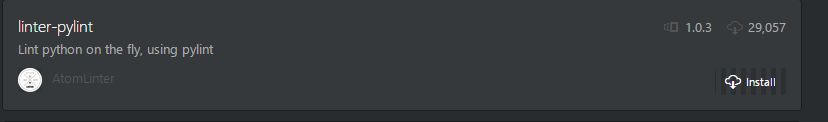 linter-pylint 1.0.3 29,057
Lint python on the fly, using pylint
AtomLinter Install